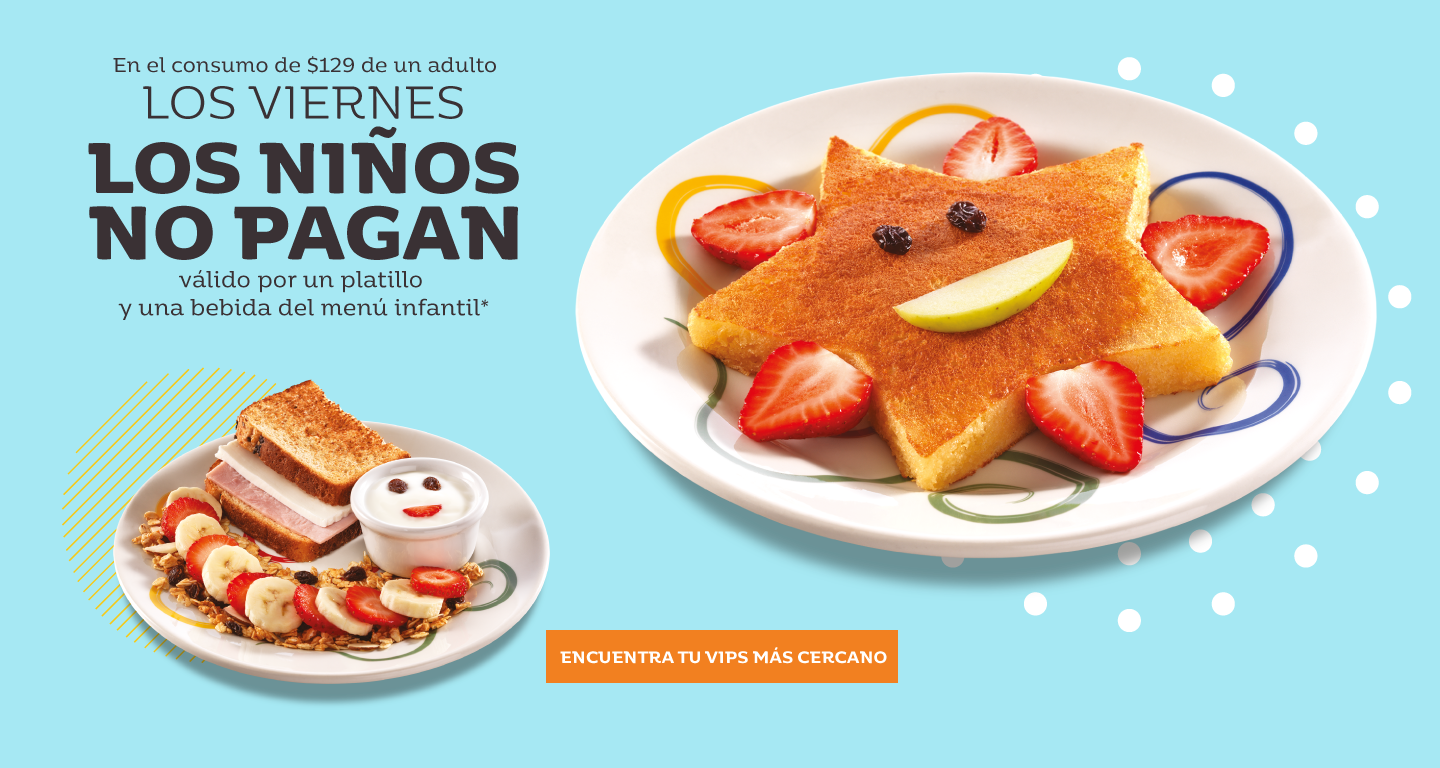 En el consumo de $129 de un adulto
LOS VIERNES
LOS NIÑOS
NO PAGAN
válido por un platillo
y una bebida del menú infantil*
ENCUENTRA TU VIPS MÁS CERCANO